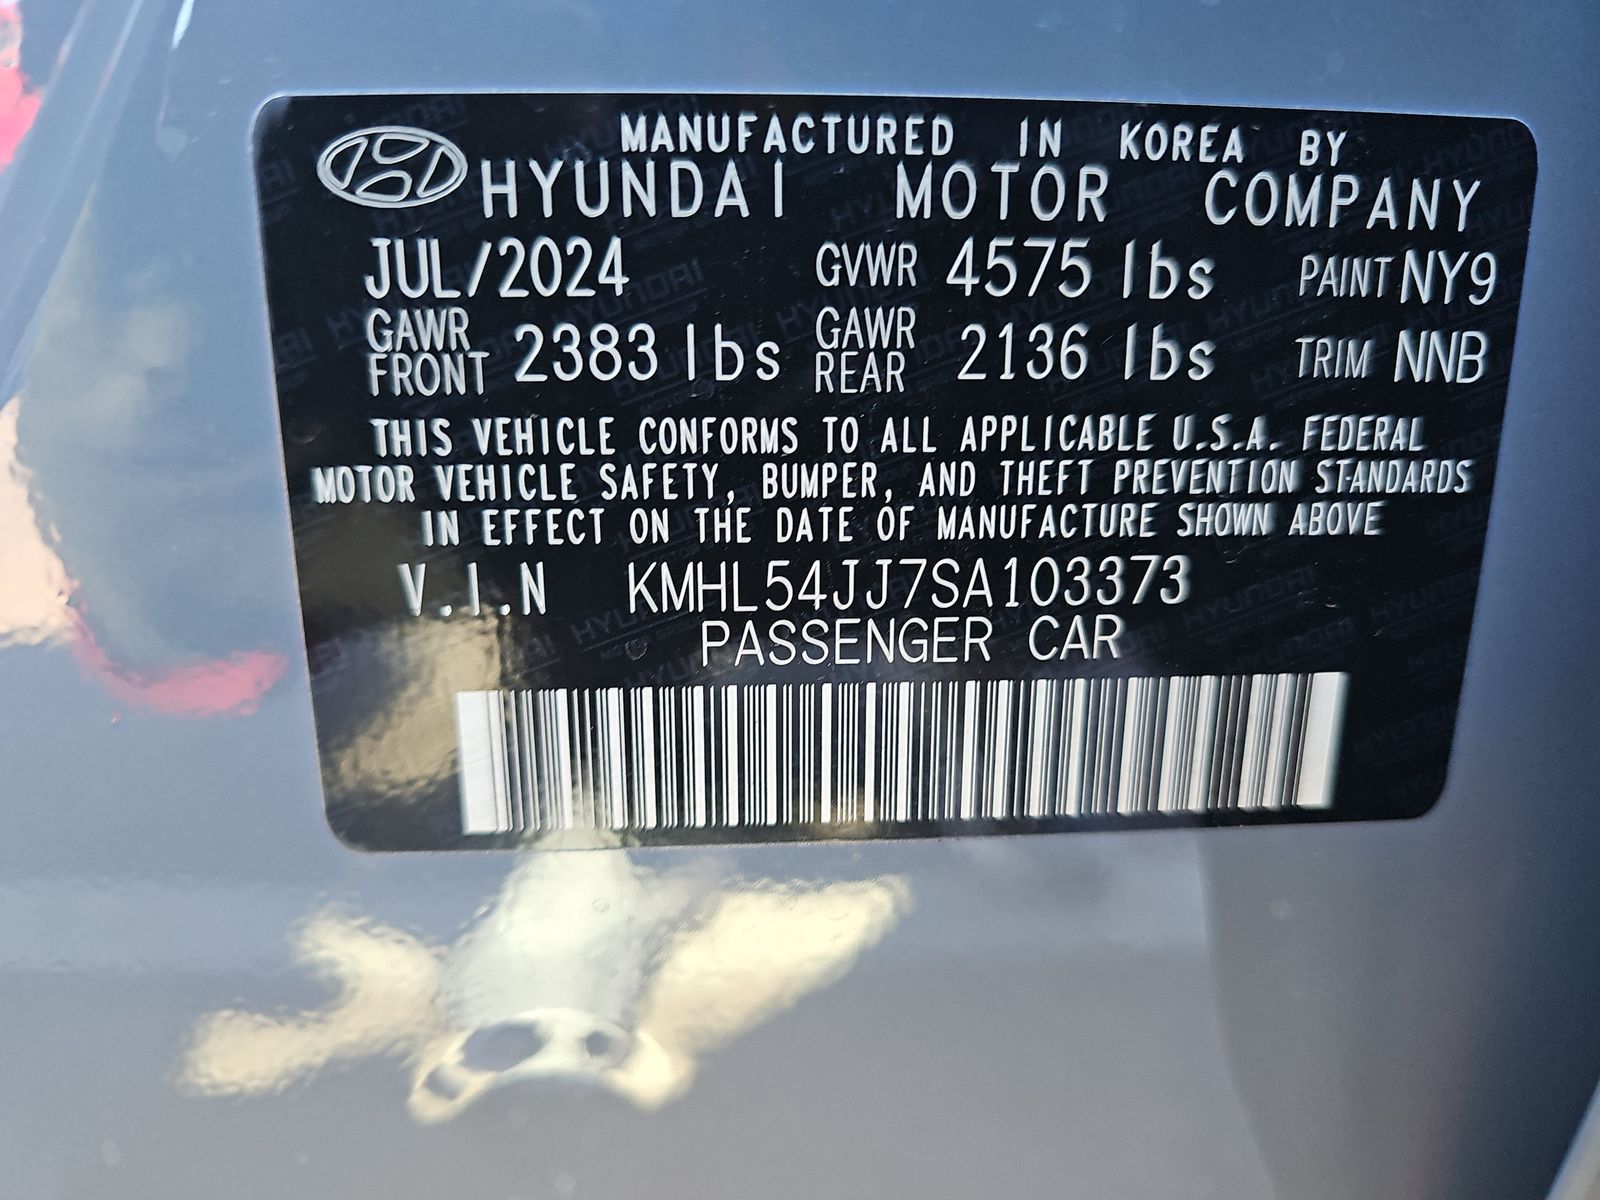 MANUFACTURED IN KOREA BY
HYUNDAI MOTOR COMPANY
JUL/2024 GVWR 4575 lbs PAINT NY9
GAWR FRONT 2383 lbs GAWR REAR 2136 lbs TRIM NNB
THIS VEHICLE CONFORMS TO ALL APPLICABLE U.S.A. FEDERAL
MOTOR VEHICLE SAFETY, BUMPER, AND THEFT PREVENTION STANDARDS
IN EFFECT ON THE DATE OF MANUFACTURE SHOWN ABOVE
V.I.N KMHL54JJ7SA103373
PASSENGER CAR